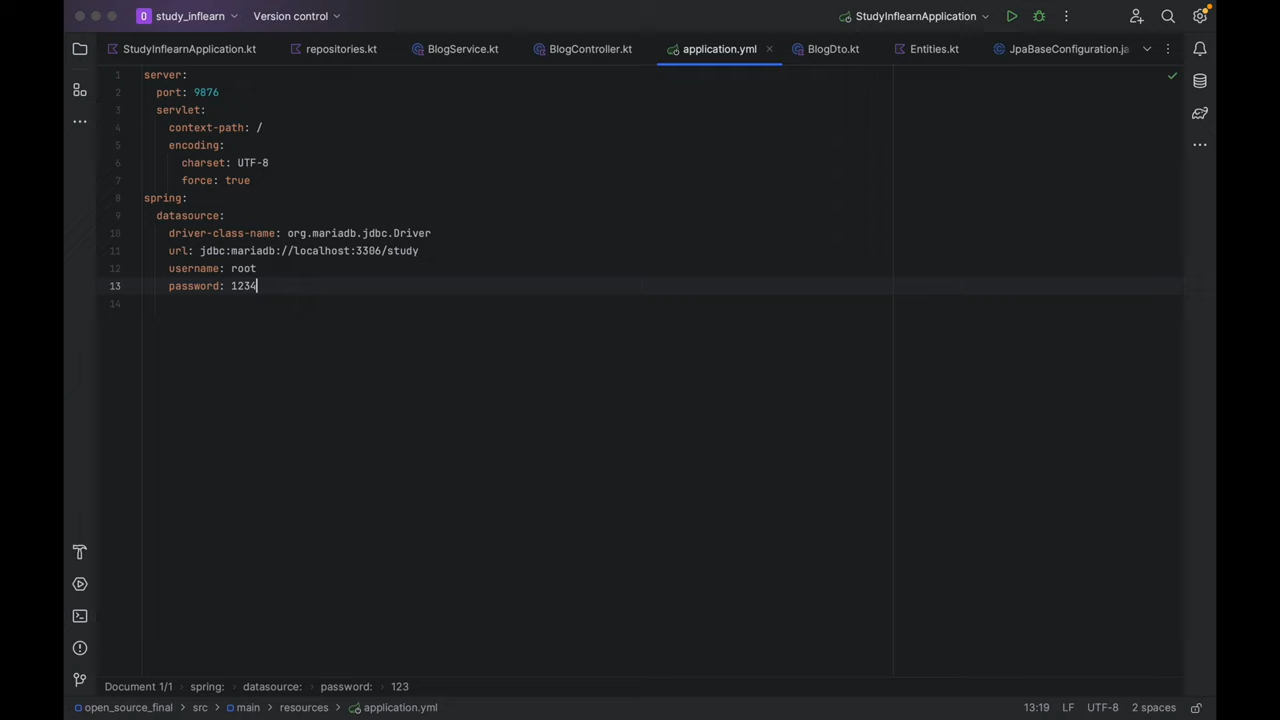 0 study_inflearn Version control StudyInflearnApplication
StudyInflearnApplication.kt repositories.kt BlogService.kt BlogController.kt application.yml BlogDto.kt Entities.kt JpaBaseConfiguration.ja
1 server:
2 port: 9876
3 servlet:
4 context-path: /
5 encoding:
6 charset: UTF-8
7 force: true
8 spring:
9 datasource:
10 driver-class-name: org.mariadb.jdbc.Driver
11 url: jdbc:mariadb://localhost:3306/study
12 username: root
13 password: 1234
14
Document 1/1 spring: datasource: password: 123
open_source_final src main resources application.yml 13:19 LF UTF-8 2 spaces